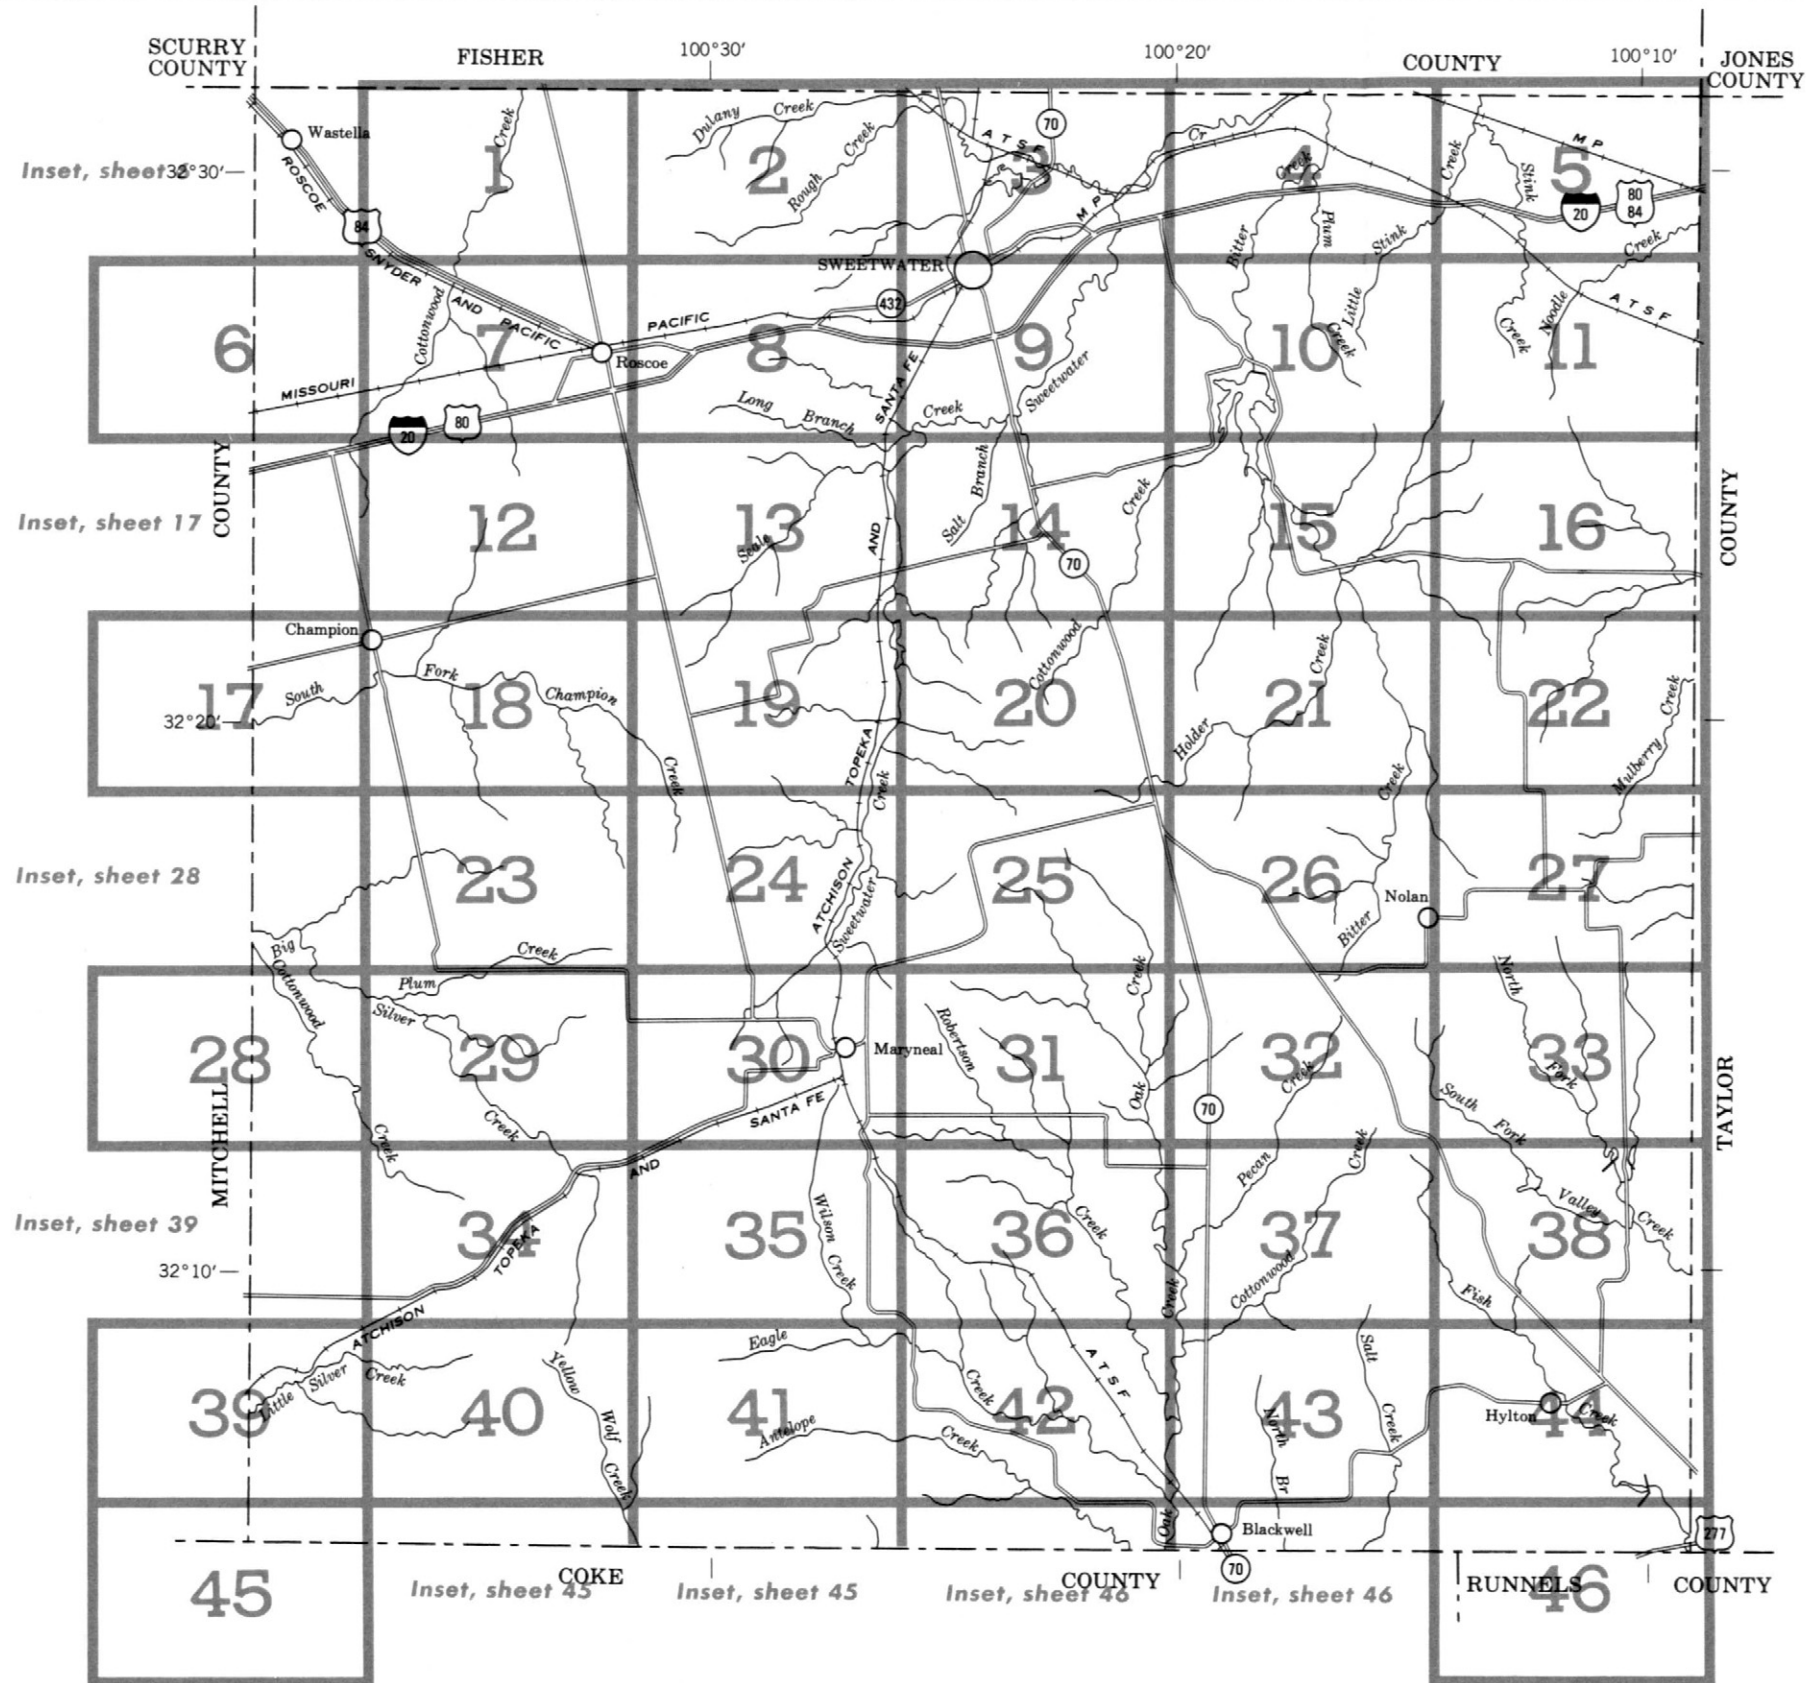 SCURRY
COUNTY
FISHER
100°30′
100°20′
COUNTY
100°10′
JONES
COUNTY
Wastella
Creek
Dulany Creek
70
ATSF
Cr
MP
Inset, sheet
32°30′
1
2
Rough Creek
3
4
Creek
Creek
Stink
5
ROSCOE
84
MP
Bitter
Plum
Stink
20
80
84
Creek
SNYDER AND PACIFIC
SWEETWATER
432
Cottonwood
PACIFIC
Little
Creek
Creek
Noodle
ATSF
6
7
Roscoe
8
9
10
11
MISSOURI
SANTA FE
Sweetwater
20
80
Long Branch Creek
COUNTY
COUNTY
Inset, sheet 17
12
13
Scale
AND
Salt Branch
14
70
Creek
15
16
Champion
Cottonwood
Creek
17
South Fork Champion Creek
32°20′
18
19
20
21
22
Holder
TOPEKA
Creek
Creek
Mulberry Creek
Inset, sheet 28
23
24
25
26
27
ATCHISON
Sweetwater
Nolan
Bitter
Big
Cottonwood
Creek
Creek
Plum
Creek
North
Fork
Silver
Creek
28
29
30
Maryneal
Robertson
Creek
31
Oak
32
Creek
33
MITCHELL
SANTA FE
70
South Fork Valley Creek
TAYLOR
Inset, sheet 39
AND
TOPEKA
34
35
Wilson Creek
36
Pecan
Creek
37
Cottonwood
38
32°10′
Creek
Fish
ATCHISON
Eagle
Creek
ATSF
Salt
Creek
Little Silver Creek
39
Yellow Wolf Creek
40
41
Antelope
Creek
42
43
North Br
Hylton
44
Creek
Oak
Blackwell
277
45
Inset, sheet 45
COKE
Inset, sheet 45
Inset, sheet 46
COUNTY
70
Inset, sheet 46
RUNNELS
46
COUNTY